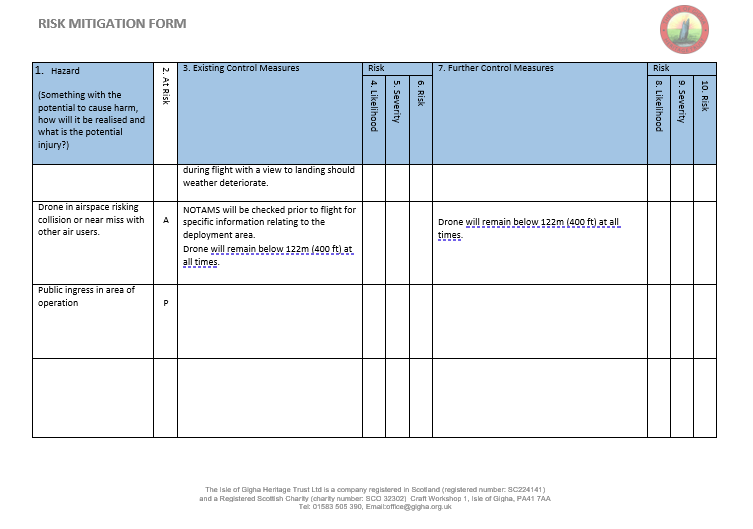 RISK MITIGATION FORM
1. Hazard
(Something with the
potential to cause harm,
how will it be realised and
what is the potential
injury?)
2. At Risk
3. Existing Control Measures
Risk
4. Likelihood
5. Severity
6. Risk
7. Further Control Measures
Risk
8. Likelihood
9. Severity
10. Risk
during flight with a view to landing should
weather deteriorate.
Drone in airspace risking
collision or near miss with
other air users.
A
NOTAMS will be checked prior to flight for
specific information relating to the
deployment area.
Drone will remain below 122m (400 ft) at
all times.
Drone will remain below 122m (400 ft) at all
times.
Public ingress in area of
operation
P
The Isle of Gigha Heritage Trust Ltd is a company registered in Scotland (registered number: SC224141)
and a Registered Scottish Charity (charity number: SCO 32302) Craft Workshop 1, Isle of Gigha, PA41 7AA
Tel: 01583 505 390, Email:office@gigha.org.uk